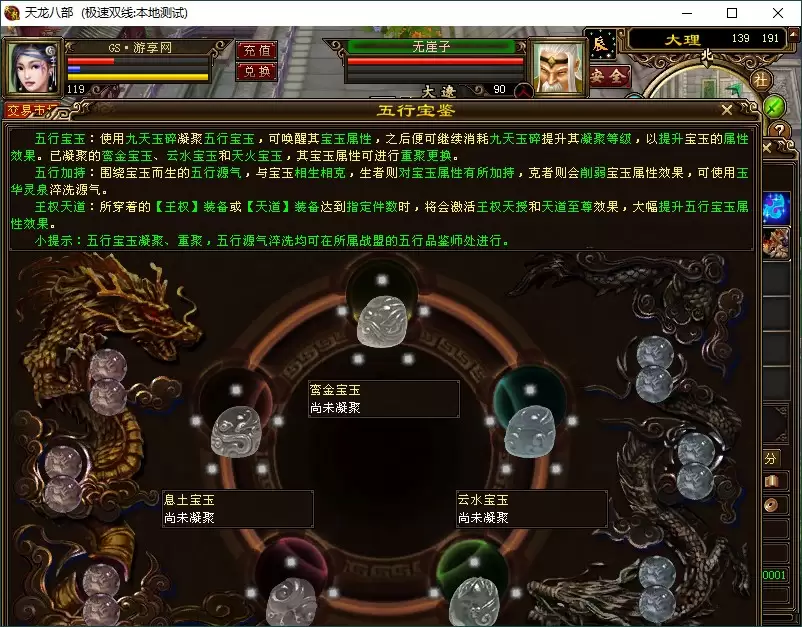 天龙八部 (极速双线:本地测试)
GS·游享网
充值
兑换
119
无崖子
大遼
90
辰
安全
大理 139 191
北
社
交易市场
五行宝鉴
五行宝玉：使用九天玉碎凝聚五行宝玉，可唤醒其宝玉属性，之后便可继续消耗九天玉碎提升其凝聚等级，以提升宝玉的属性
效果。已凝聚的鸾金宝玉、云水宝玉和天火宝玉，其宝玉属性可进行重聚更换。
五行加持：围绕宝玉而生的五行源气，与宝玉相生相克，生者则对宝玉属性有所加持，克者则会削弱宝玉属性效果，可使用玉
华灵泉淬洗源气。
王权天道：所穿着的【王权】装备或【天道】装备达到指定件数时，将会激活王权天授和天道至尊效果，大幅提升五行宝玉属
性效果。
小提示：五行宝玉凝聚、重聚，五行源气淬洗均可在所属战盟的五行品鉴师处进行。
鸾金宝玉
尚未凝聚
息土宝玉
尚未凝聚
云水宝玉
尚未凝聚
分
0001